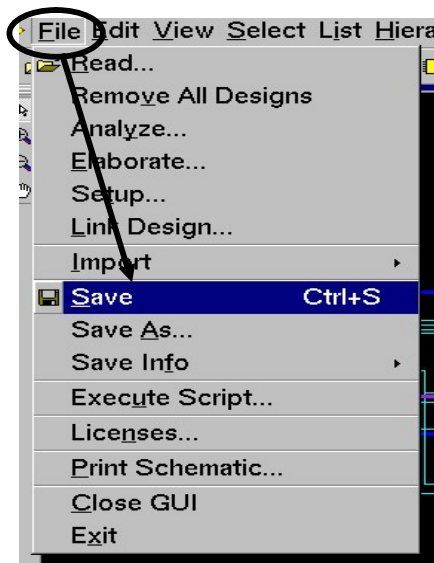 File Edit View Select List Hiera
Read...
Remove All Designs
Analyze...
Elaborate...
Setup...
Link Design...
Import
Save Ctrl+S
Save As...
Save Info
Execute Script...
Licenses...
Print Schematic...
Close GUI
Exit